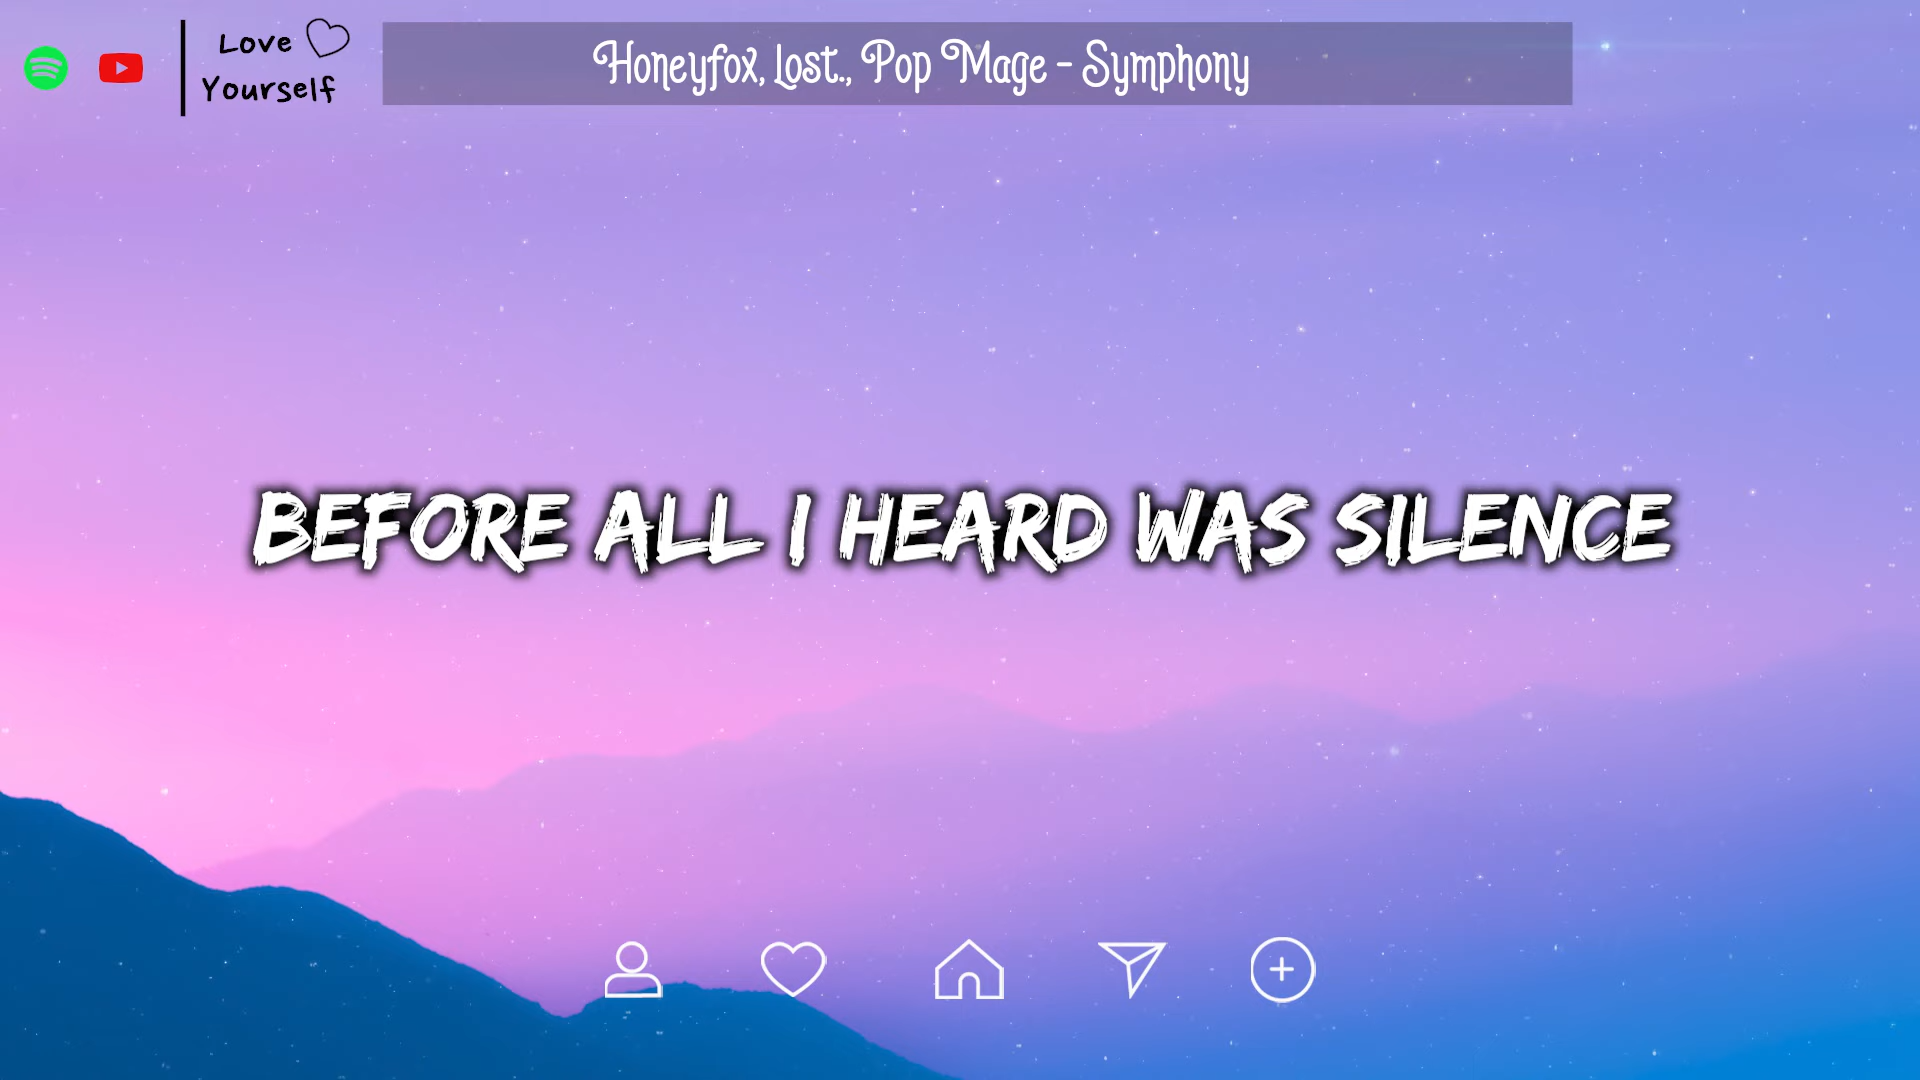 Love
Yourself
Honeyfox, Lost., Pop Mage - Symphony
BEFORE ALL I HEARD WAS SILENCE